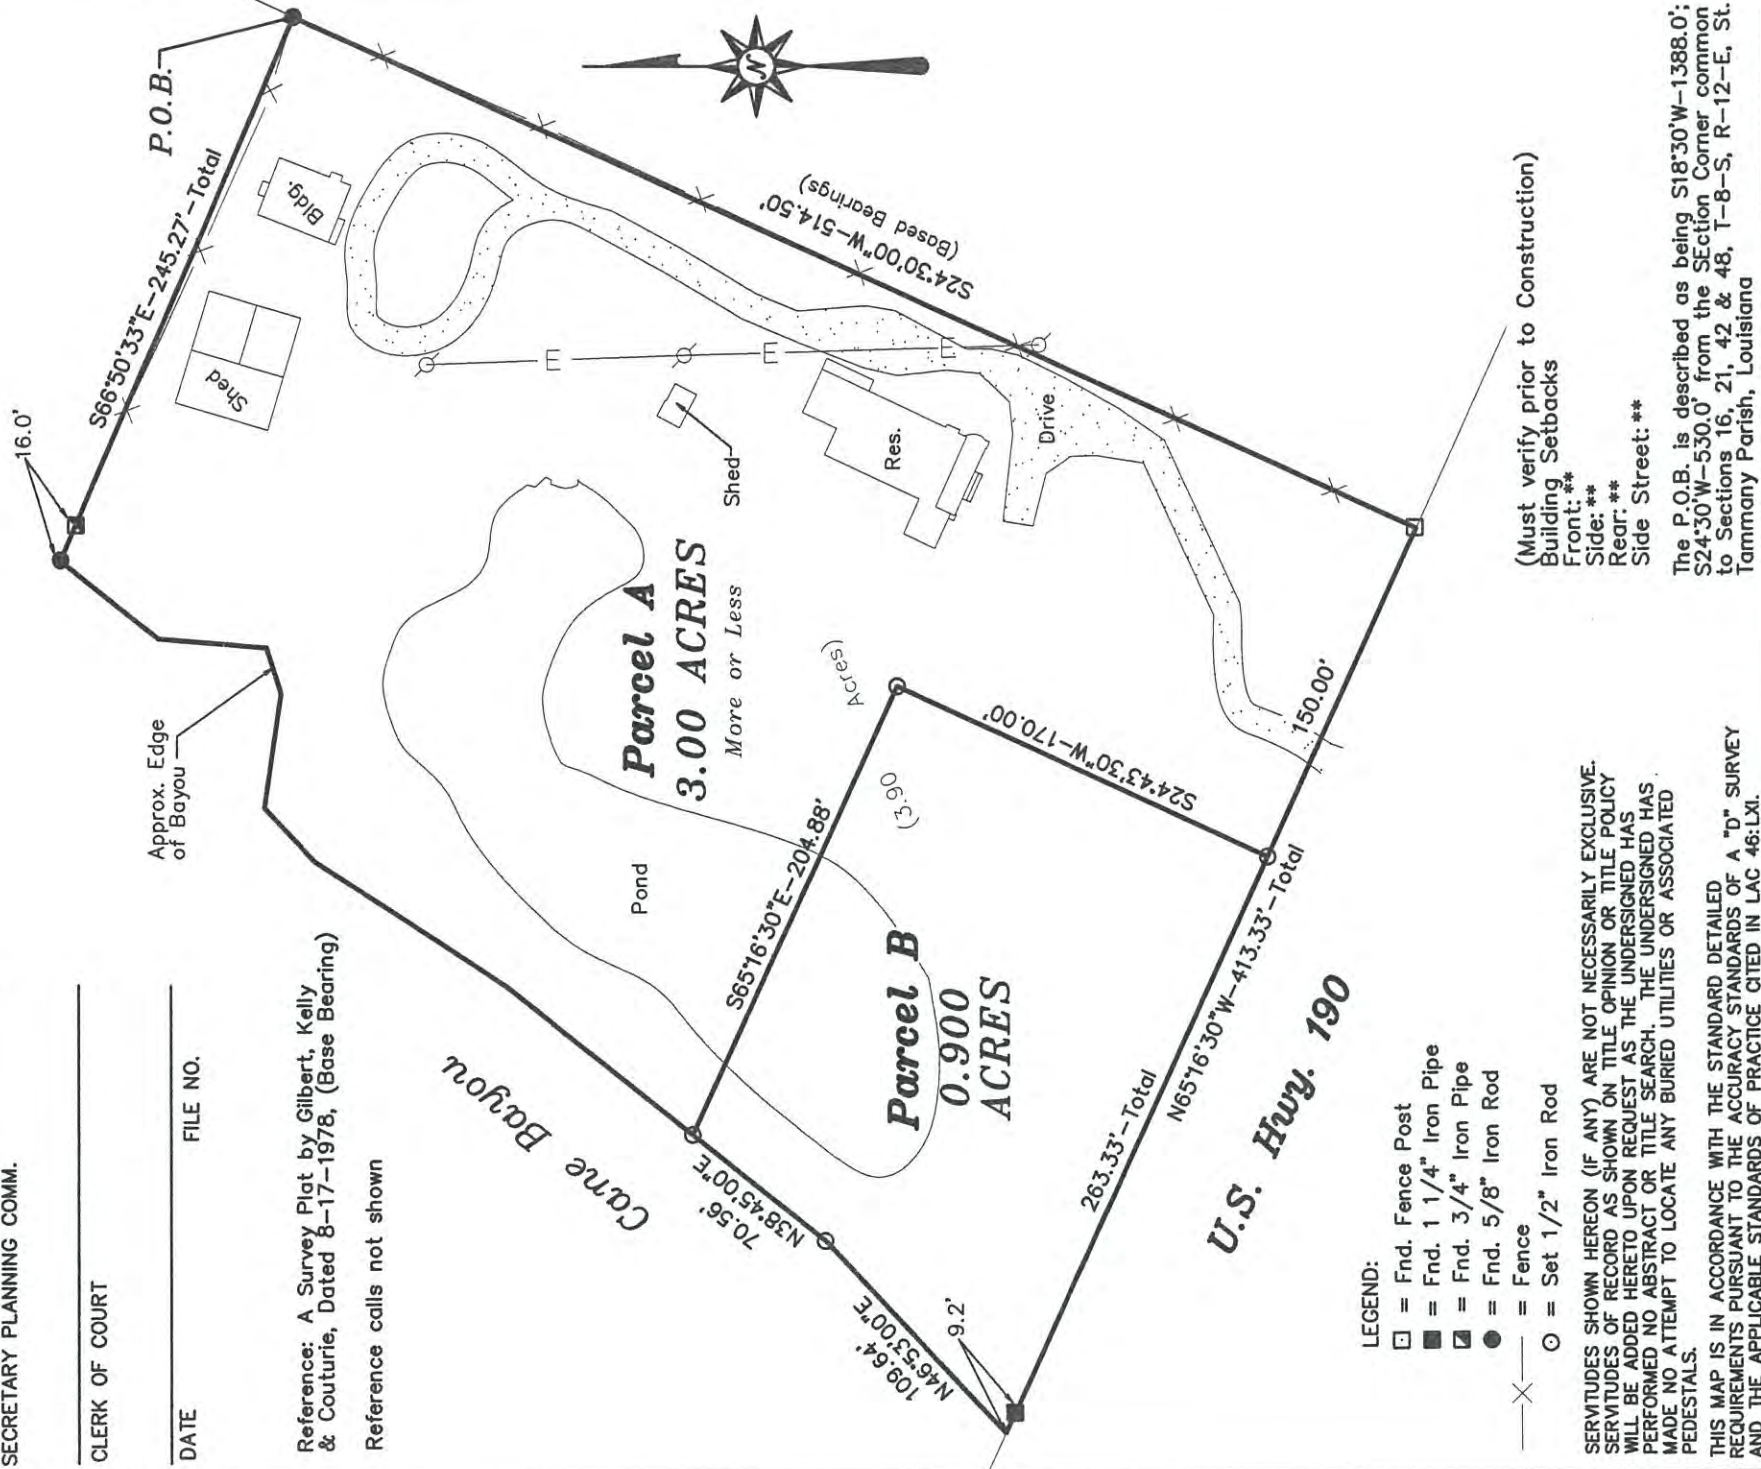 SECRETARY PLANNING COMM.
CLERK OF COURT
DATE FILE NO.
Reference: A Survey Plat by Gilbert, Kelly
& Couturie, Dated 8-17-1978, (Base Bearing)
Reference calls not shown
16.0'
P.O.B.
S66°50'33"E-245.27'-Total
Bldg.
Shed
N
Approx. Edge
of Bayou
S24°30'00"W-514.50'
(Based Bearings)
E
E
E
Shed
Res.
Drive
Parcel A
3.00 ACRES
More or Less
(3.90 Acres)
Pond
Cane Bayou
S65°16'30"E-204.88'
S24°43'30"W-170.00'
150.00'
Parcel B
0.900
ACRES
N38°45'00"E
70.56'
N46°53'00"E
109.64'
9.2'
263.33'-Total
N65°16'30"W-413.33'-Total
U.S. Hwy. 190
LEGEND:
= Fnd. Fence Post
= Fnd. 1 1/4" Iron Pipe
= Fnd. 3/4" Iron Pipe
= Fnd. 5/8" Iron Rod
= Fence
= Set 1/2" Iron Rod
(Must verify prior to Construction)
Building Setbacks
Front:**
Side:**
Rear:**
Side Street:**
The P.O.B. is described as being S18°30'W-1388.0';
S24°30'W-530.0' from the SEction Corner common
to Sections 16, 21, 42 & 48, T-8-S, R-12-E, St.
Tammany Parish, Louisiana
SERVITUDES SHOWN HEREON (IF ANY) ARE NOT NECESSARILY EXCLUSIVE.
SERVITUDES OF RECORD AS SHOWN ON TITLE OPINION OR TITLE POLICY
WILL BE ADDED HERETO UPON REQUEST AS THE UNDERSIGNED HAS
PERFORMED NO ABSTRACT OR TITLE SEARCH. THE UNDERSIGNED HAS
MADE NO ATTEMPT TO LOCATE ANY BURIED UTILITIES OR ASSOCIATED
PEDESTALS.
THIS MAP IS IN ACCORDANCE WITH THE STANDARD DETAILED
REQUIREMENTS PURSUANT TO THE ACCURACY STANDARDS OF A "D" SURVEY
AND THE APPLICABLE STANDARDS OF PRACTICE CITED IN LAC 46:LXI.